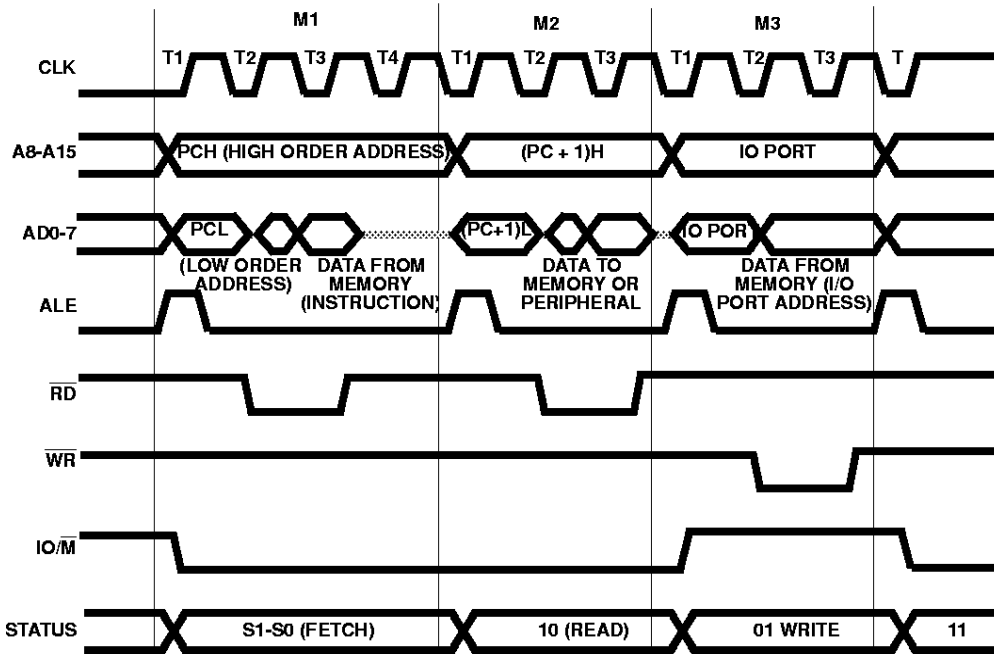 M1 M2 M3
CLK T1 T2 T3 T4 T1 T2 T3 T1 T2 T3 T
A8-A15 PCH (HIGH ORDER ADDRESS) (PC + 1)H IO PORT
AD0-7 PCL (PC+1)L IO POR
(LOW ORDER ADDRESS)
DATA FROM
MEMORY
(INSTRUCTION)
DATA TO
MEMORY OR
PERIPHERAL
DATA FROM
MEMORY (I/O
PORT ADDRESS)
ALE
RD
WR
IO/M
STATUS S1-S0 (FETCH) 10 (READ) 01 WRITE 11